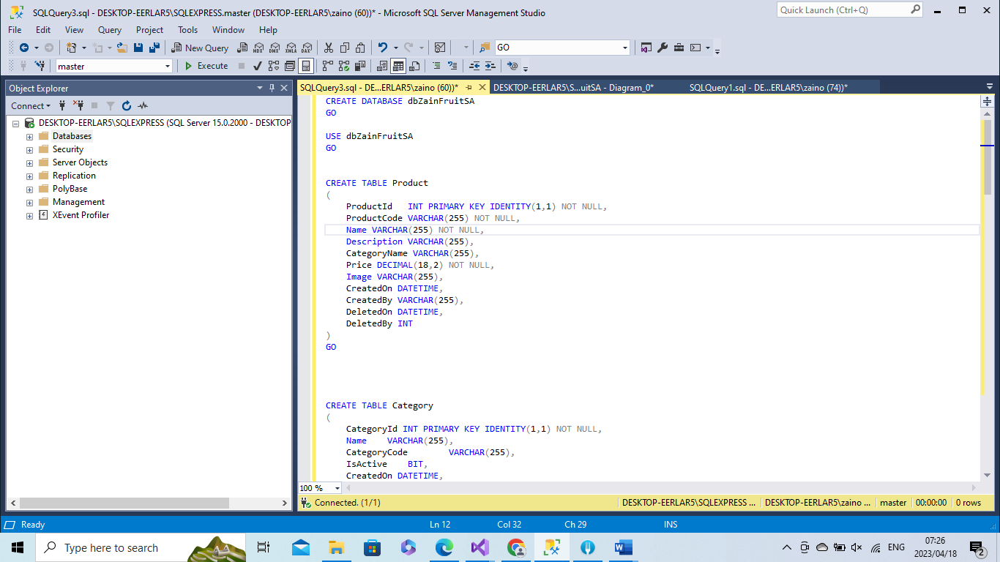 SQLQuery3.sql - DESKTOP-EERLAR5\SQLEXPRESS.master (DESKTOP-EERLAR5\zaino (60))* - Microsoft SQL Server Management Studio
Quick Launch (Ctrl+Q)
File Edit View Query Project Tools Window Help
New Query MDX DMX XMLA DAX GO
master Execute
Object Explorer
SQLQuery3.sql - DE...ERLAR5\zaino (60))* DESKTOP-EERLAR5\S...uitSA - Diagram_0* SQLQuery1.sql - DE...ERLAR5\zaino (74))*
Connect
DESKTOP-EERLAR5\SQLEXPRESS (SQL Server 15.0.2000 - DESKTOP
Databases
Security
Server Objects
Replication
PolyBase
Management
XEvent Profiler
CREATE DATABASE dbZainFruitSA
GO
USE dbZainFruitSA
GO
CREATE TABLE Product
(
ProductId INT PRIMARY KEY IDENTITY(1,1) NOT NULL,
ProductCode VARCHAR(255) NOT NULL,
Name VARCHAR(255) NOT NULL,
Description VARCHAR(255),
CategoryName VARCHAR(255),
Price DECIMAL(18,2) NOT NULL,
Image VARCHAR(255),
CreatedOn DATETIME,
CreatedBy VARCHAR(255),
DeletedOn DATETIME,
DeletedBy INT
)
GO
CREATE TABLE Category
(
CategoryId INT PRIMARY KEY IDENTITY(1,1) NOT NULL,
Name VARCHAR(255),
CategoryCode VARCHAR(255),
IsActive BIT,
CreatedOn DATETIME,
100 %
Connected. (1/1) DESKTOP-EERLAR5\SQLEXPRESS ... DESKTOP-EERLAR5\zaino ... master 00:00:00 0 rows
Ready Ln 12 Col 32 Ch 29 INS
Type here to search
ENG
07:26
2023/04/18
2